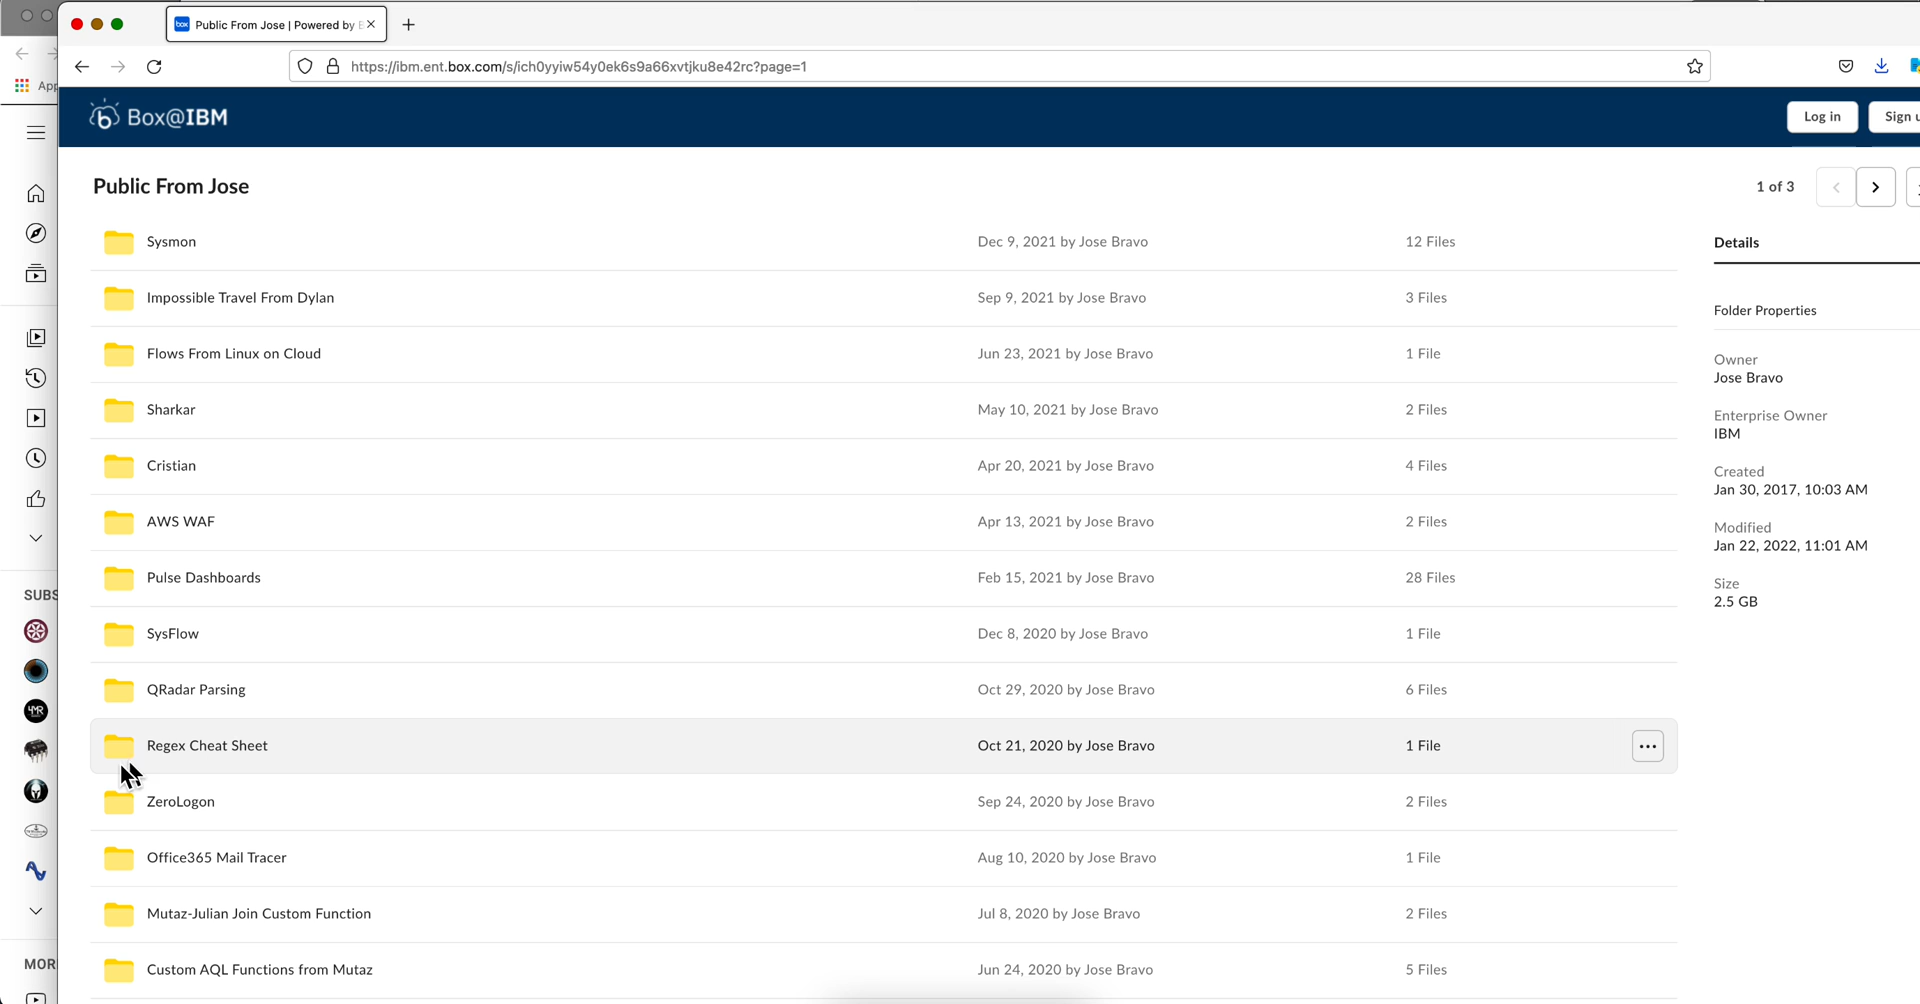 Public From Jose | Powered by
https://ibm.ent.box.com/s/ich0yyiw54y0ek6s9a66xvtjku8e42rc?page=1
App
Box@IBM
Log in
Sign u
Public From Jose
1 of 3
Sysmon Dec 9, 2021 by Jose Bravo 12 Files
Impossible Travel From Dylan Sep 9, 2021 by Jose Bravo 3 Files
Flows From Linux on Cloud Jun 23, 2021 by Jose Bravo 1 File
Sharkar May 10, 2021 by Jose Bravo 2 Files
Cristian Apr 20, 2021 by Jose Bravo 4 Files
AWS WAF Apr 13, 2021 by Jose Bravo 2 Files
Pulse Dashboards Feb 15, 2021 by Jose Bravo 28 Files
SysFlow Dec 8, 2020 by Jose Bravo 1 File
QRadar Parsing Oct 29, 2020 by Jose Bravo 6 Files
Regex Cheat Sheet Oct 21, 2020 by Jose Bravo 1 File
ZeroLogon Sep 24, 2020 by Jose Bravo 2 Files
Office365 Mail Tracer Aug 10, 2020 by Jose Bravo 1 File
Mutaz-Julian Join Custom Function Jul 8, 2020 by Jose Bravo 2 Files
Custom AQL Functions from Mutaz Jun 24, 2020 by Jose Bravo 5 Files
Details
Folder Properties
Owner
Jose Bravo
Enterprise Owner
IBM
Created
Jan 30, 2017, 10:03 AM
Modified
Jan 22, 2022, 11:01 AM
Size
2.5 GB
SUBS
MOR